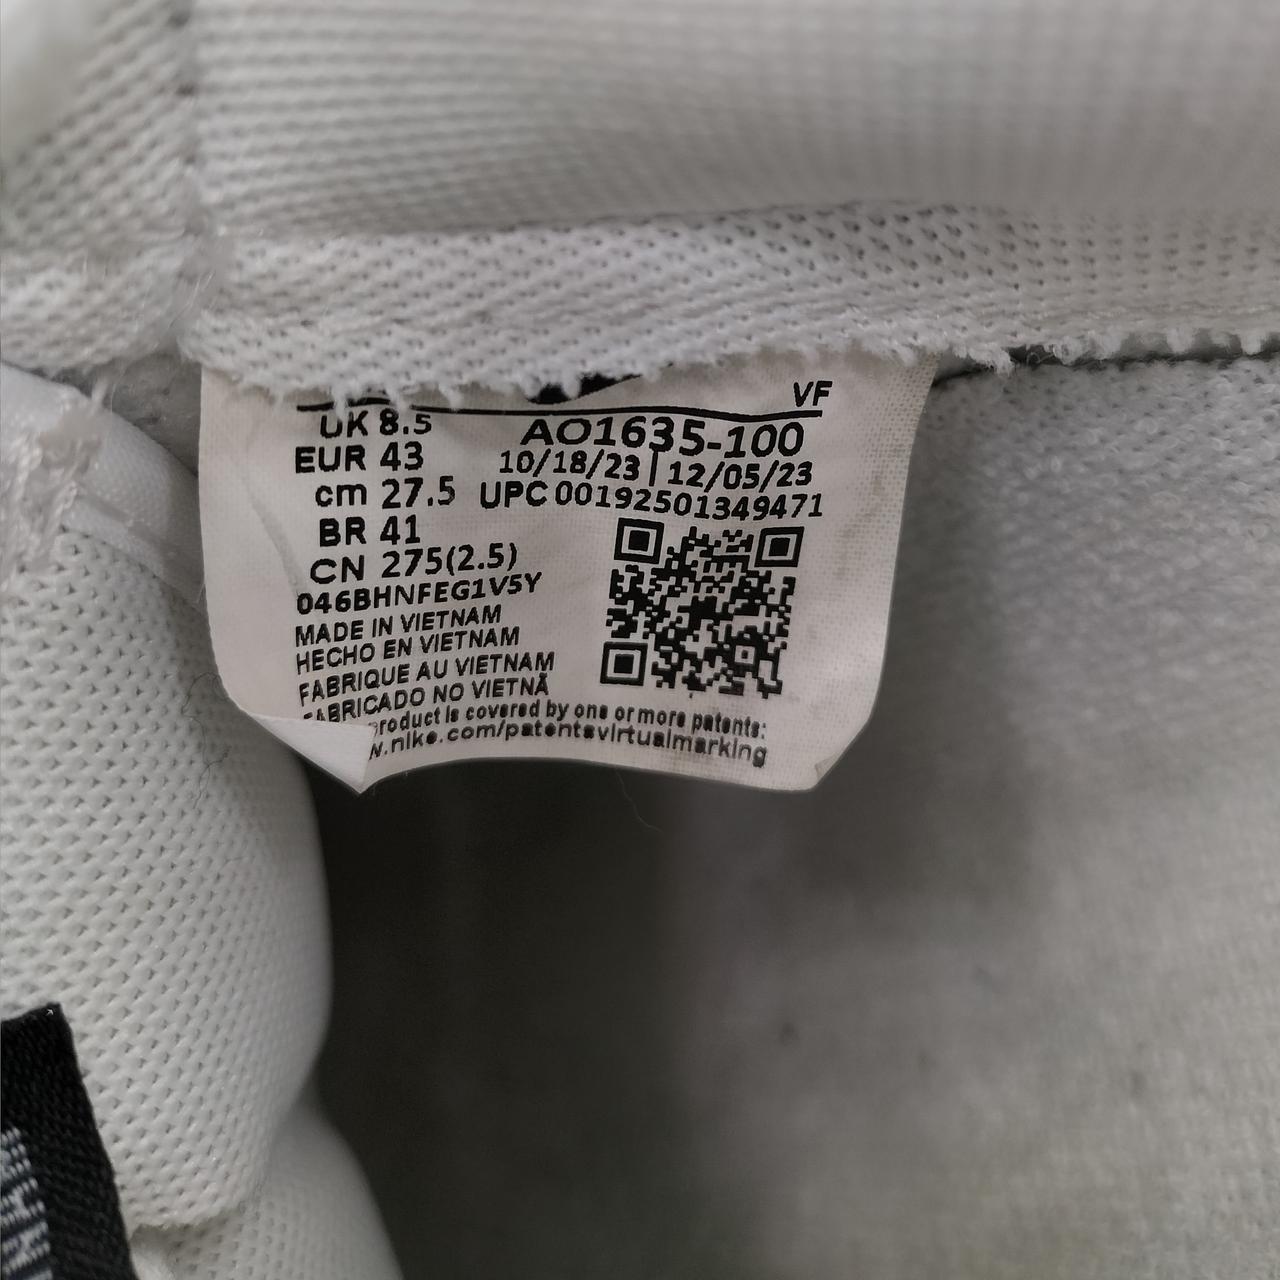 VF
UK 8.5
EUR 43
cm 27.5
BR 41
CN 275(2.5)
AO1635-100
10/18/23 | 12/05/23
UPC 00192501349471
046BHNFEG1V5Y
MADE IN VIETNAM
HECHO EN VIETNAM
FABRIQUE AU VIETNAM
FABRICADO NO VIETNÃ
product is covered by one or more patents:
w.nike.com/patentsvirtualmarking